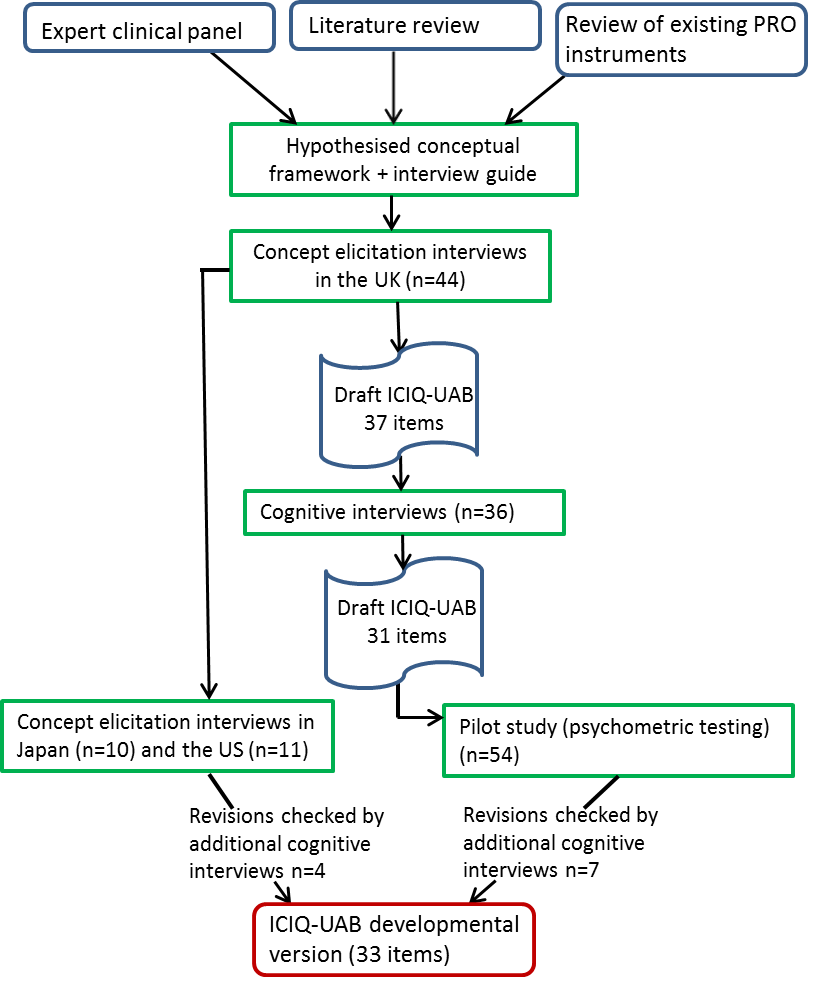 Expert clinical panel
Literature review
Review of existing PRO
instruments
Hypothesised conceptual
framework + interview guide
Concept elicitation interviews
in the UK (n=44)
Draft ICIQ-UAB
37 items
Cognitive interviews (n=36)
Draft ICIQ-UAB
31 items
Concept elicitation interviews in
Japan (n=10) and the US (n=11)
Pilot study (psychometric testing)
(n=54)
Revisions checked by
additional cognitive
interviews n=4
Revisions checked by
additional cognitive
interviews n=7
ICIQ-UAB developmental
version (33 items)